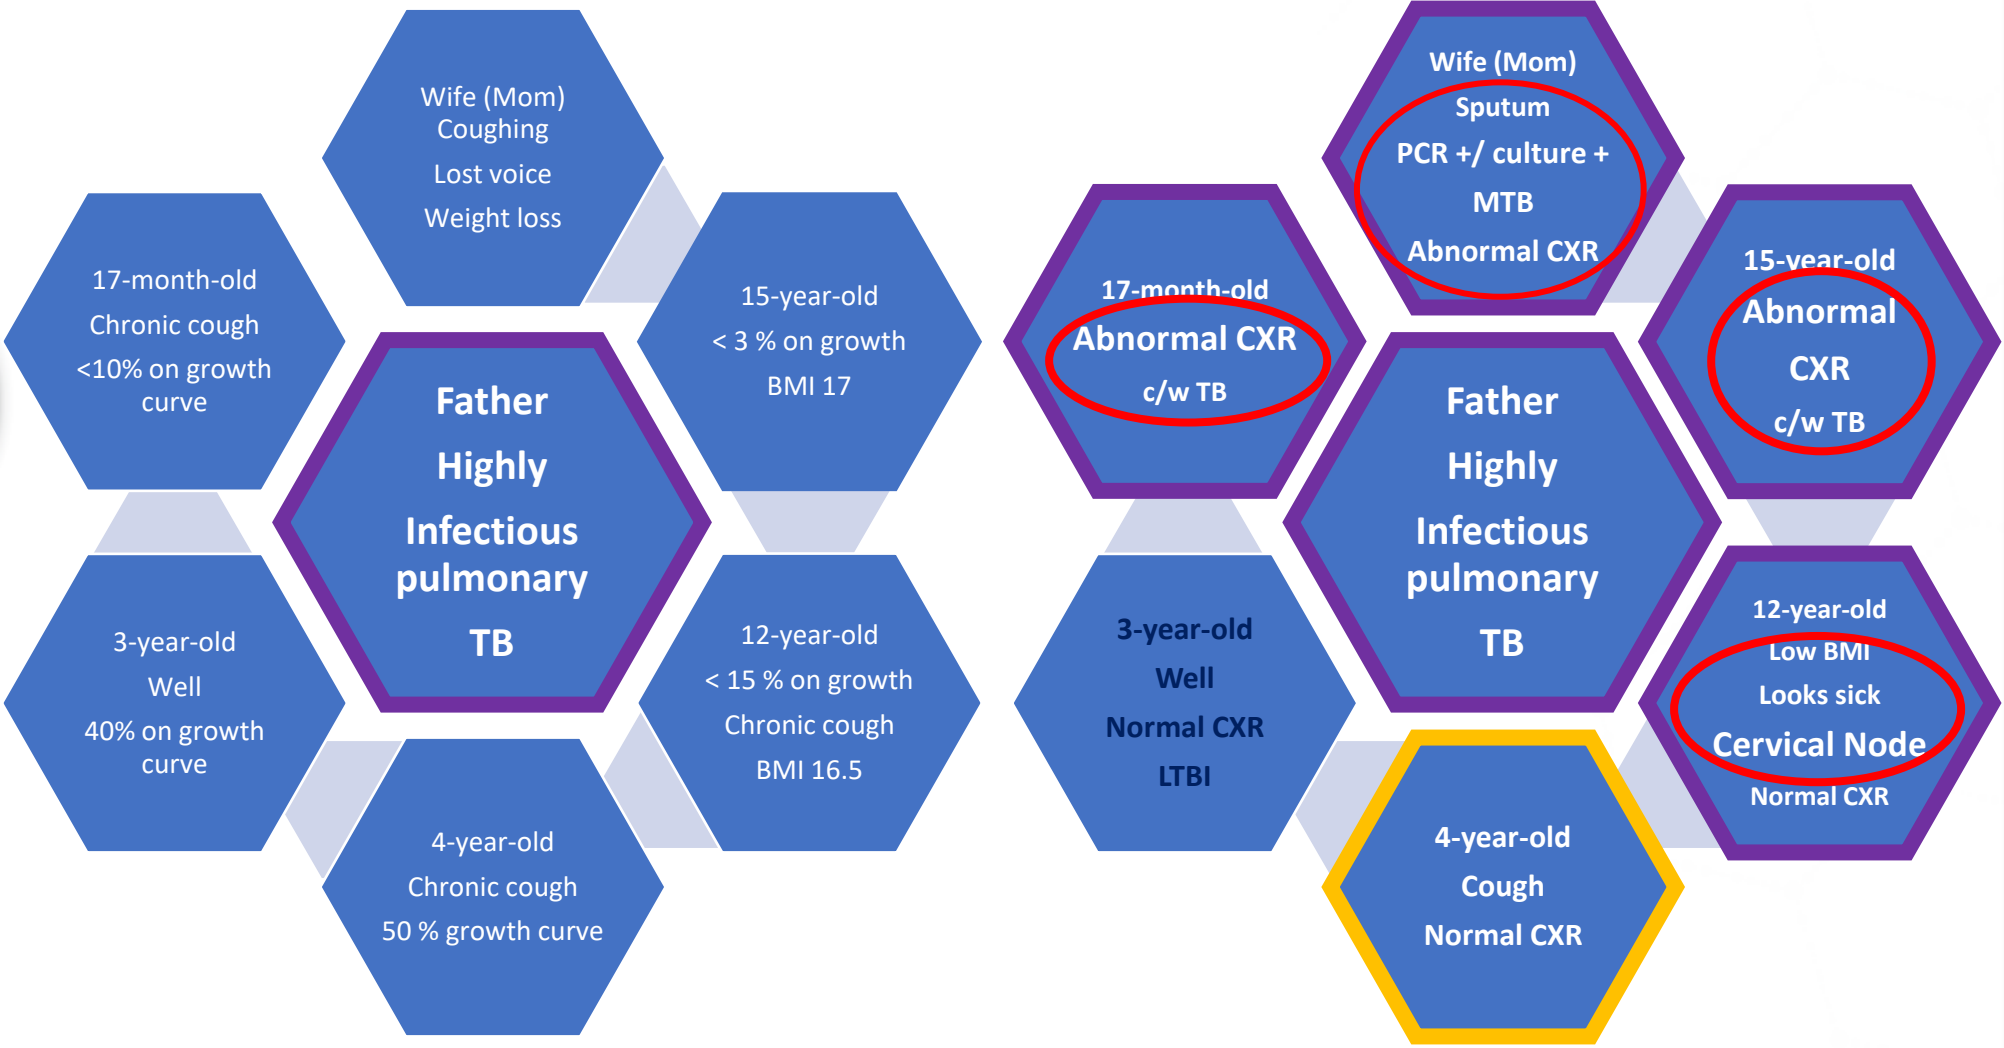 Wife (Mom)
Coughing
Lost voice
Weight loss
15-year-old
< 3 % on growth
BMI 17
12-year-old
< 15 % on growth
Chronic cough
BMI 16.5
4-year-old
Chronic cough
50 % growth curve
3-year-old
Well
40% on growth
curve
17-month-old
Chronic cough
<10% on growth
curve
Father
Highly
Infectious
pulmonary
TB
Wife (Mom)
Sputum
PCR +/ culture +
MTB
Abnormal CXR
15-year-old
Abnormal
CXR
c/w TB
12-year-old
Low BMI
Looks sick
Cervical Node
Normal CXR
4-year-old
Cough
Normal CXR
3-year-old
Well
Normal CXR
LTBI
17-month-old
Abnormal CXR
c/w TB
Father
Highly
Infectious
pulmonary
TB